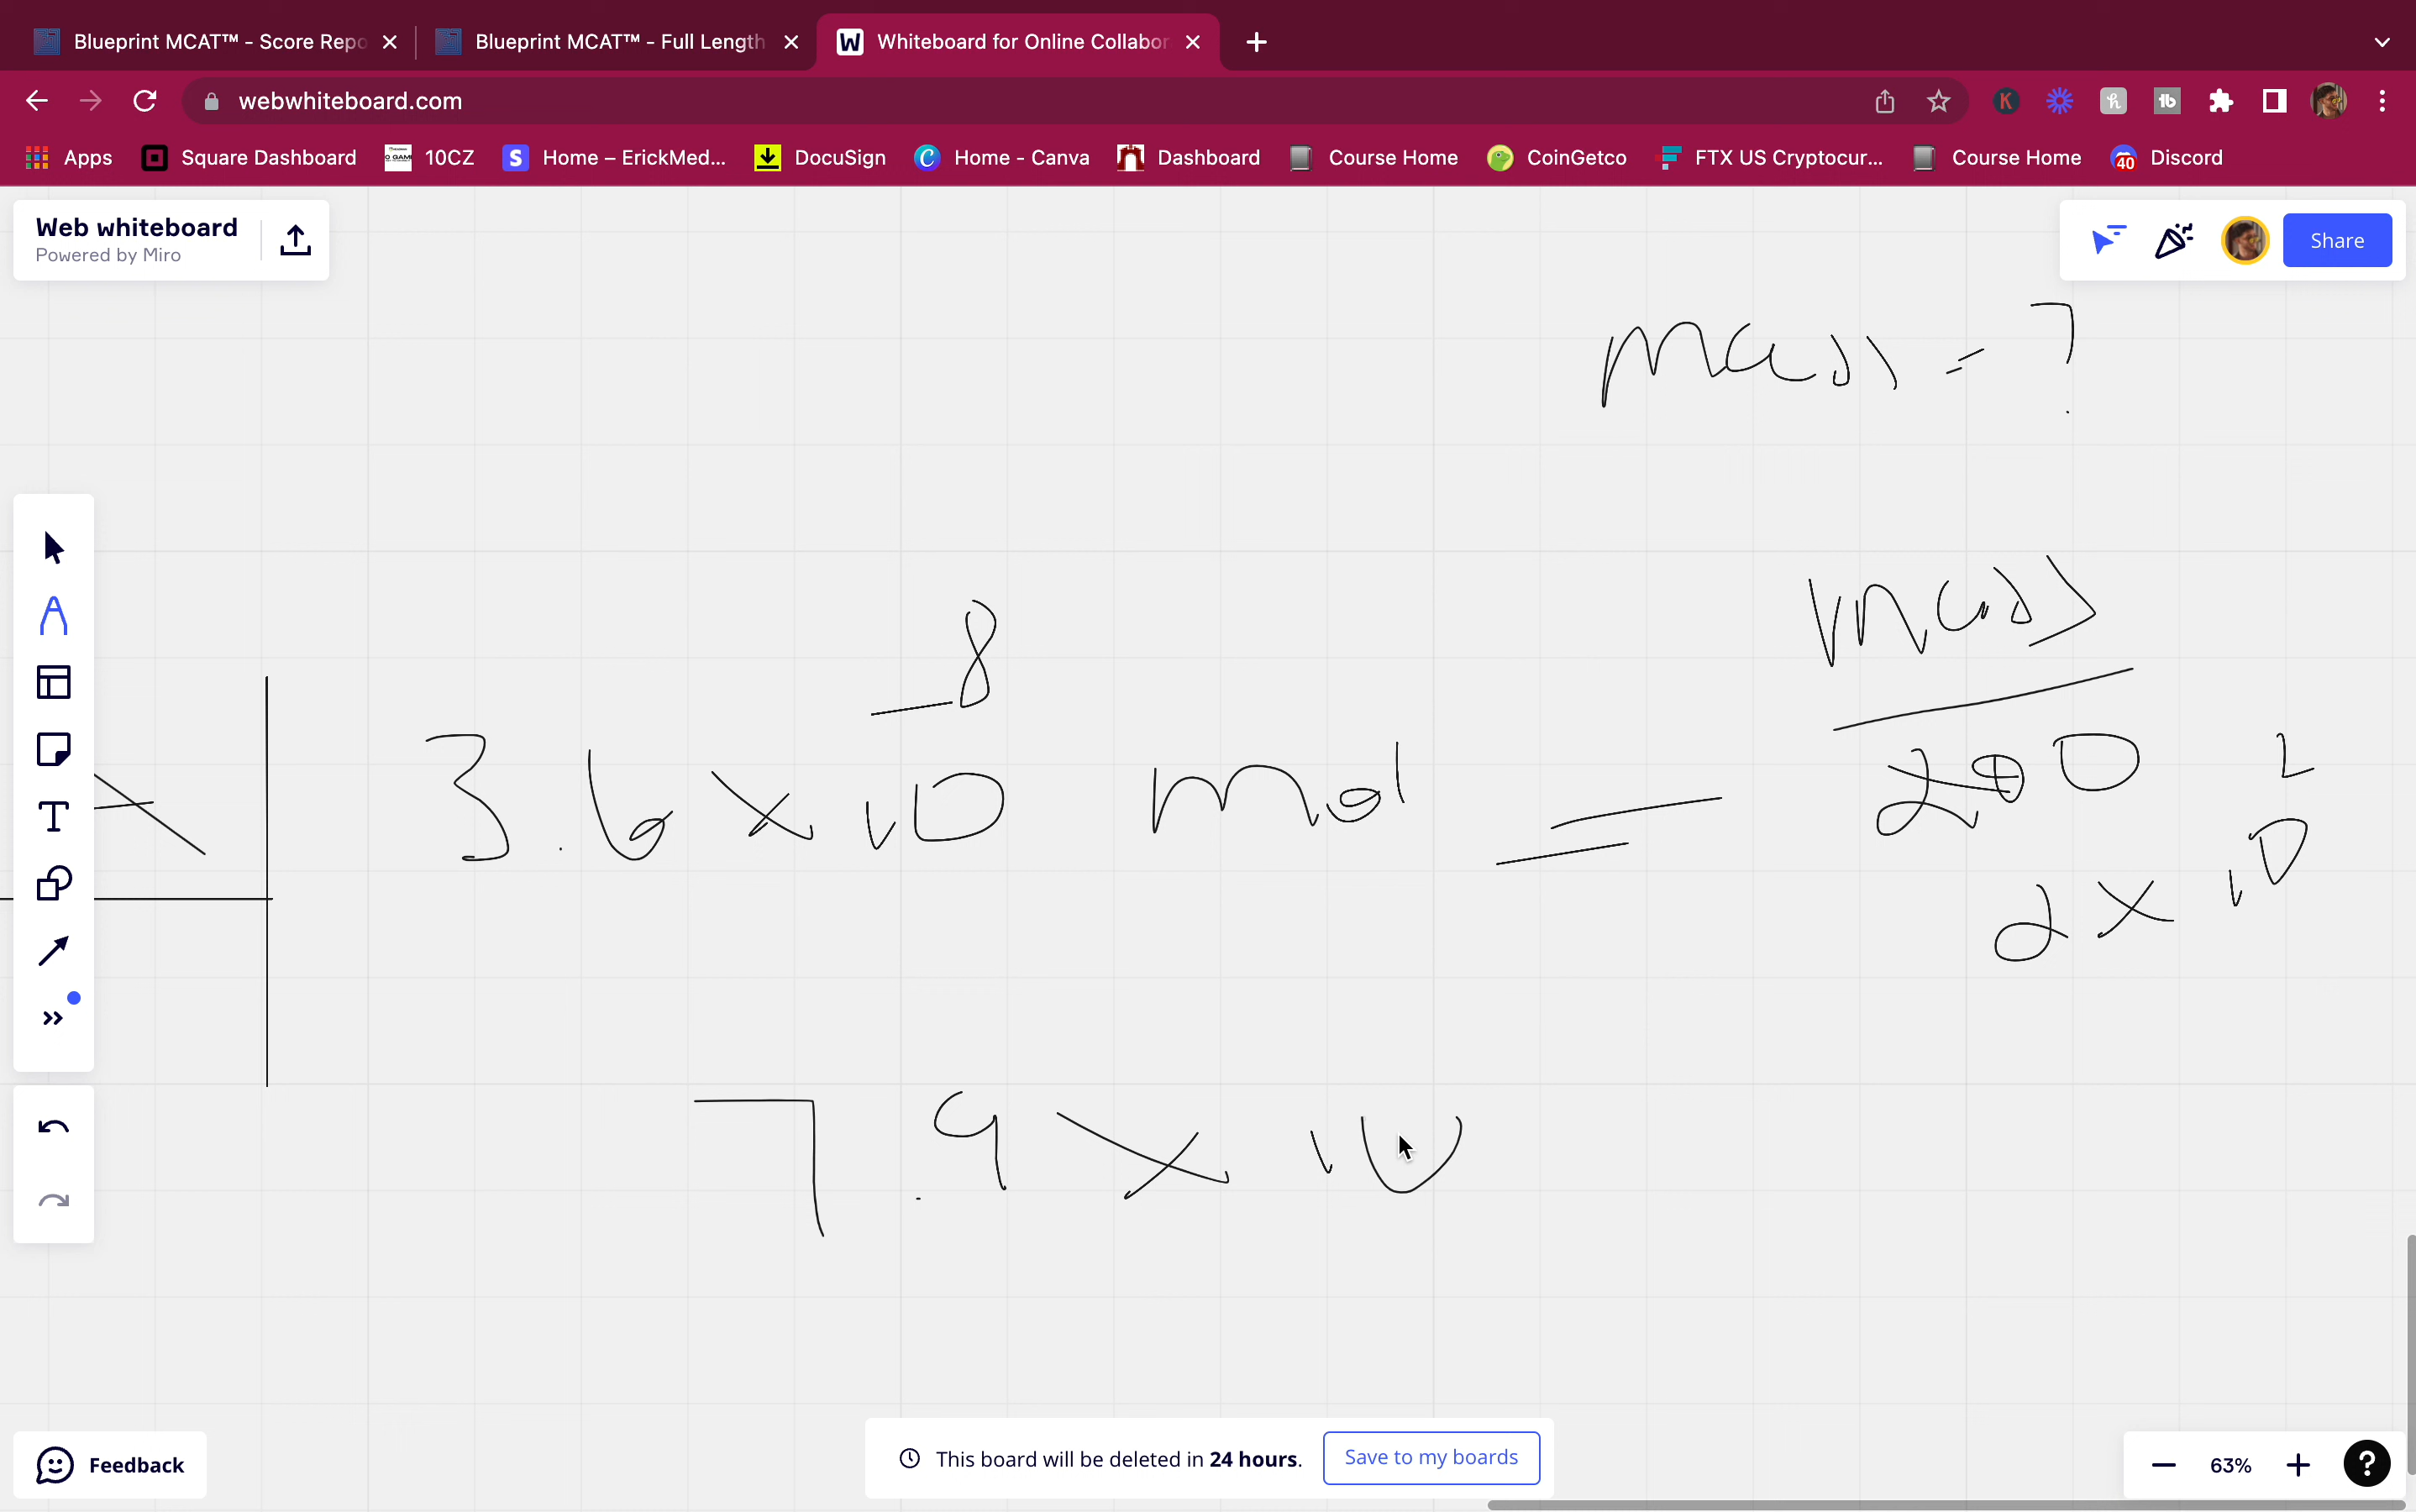 Blueprint MCAT™ - Score Repo
Blueprint MCAT™ - Full Length
W Whiteboard for Online Collabor
webwhiteboard.com
Apps
Square Dashboard
10CZ
S Home – ErickMed...
DocuSign
Home - Canva
Dashboard
Course Home
CoinGetco
FTX US Cryptocur...
Course Home
40 Discord
Web whiteboard
Powered by Miro
Share
mass = ?
mass
3.6 x 10 -8 mol = 200
2 x 10 2
7.9 x 10
Feedback
This board will be deleted in 24 hours.
Save to my boards
63%